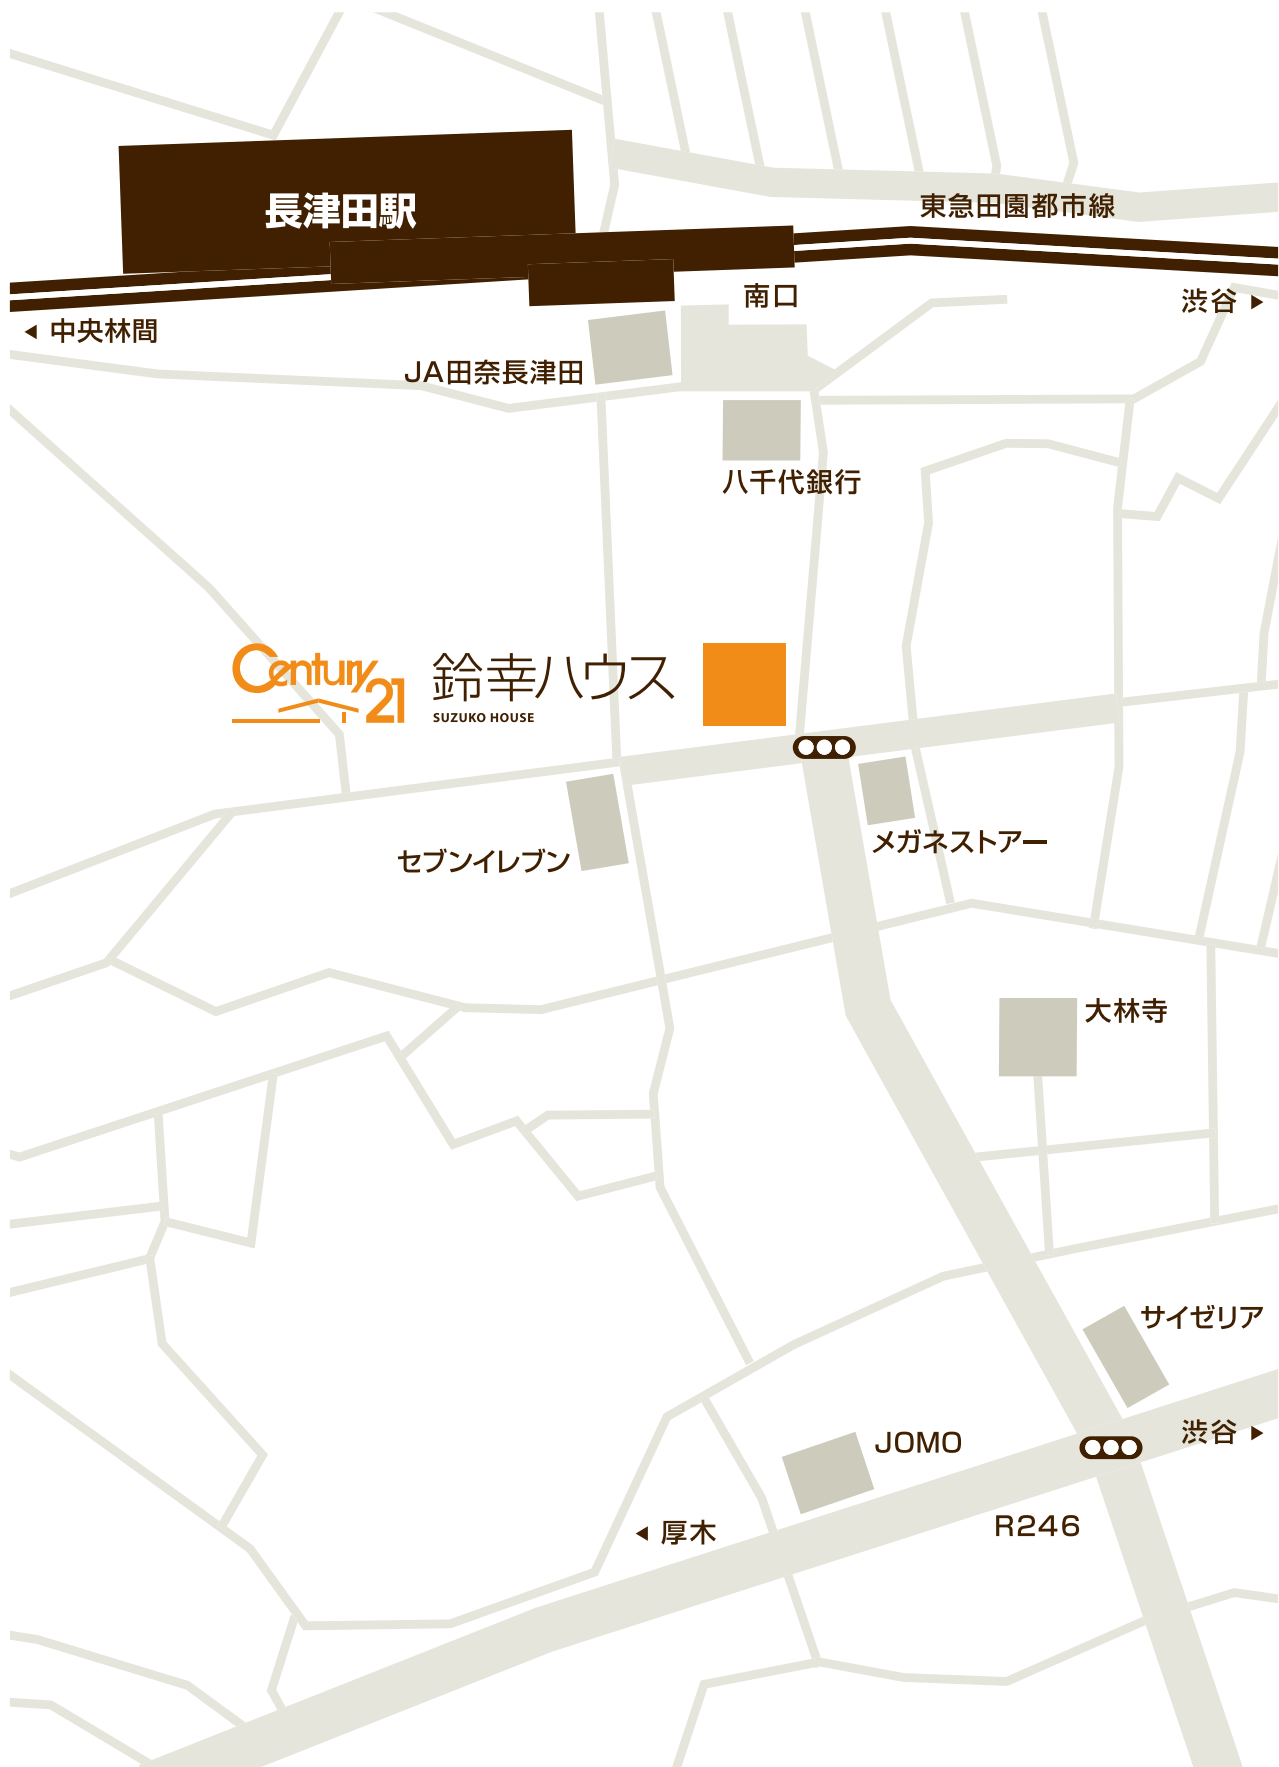 長津田駅
東急田園都市線
南口
渋谷
中央林間
JA田奈長津田
八千代銀行
Century 21
鈴幸ハウス
SUZUKO HOUSE
メガネストアー
セブンイレブン
大林寺
サイゼリア
渋谷
JOMO
R246
厚木